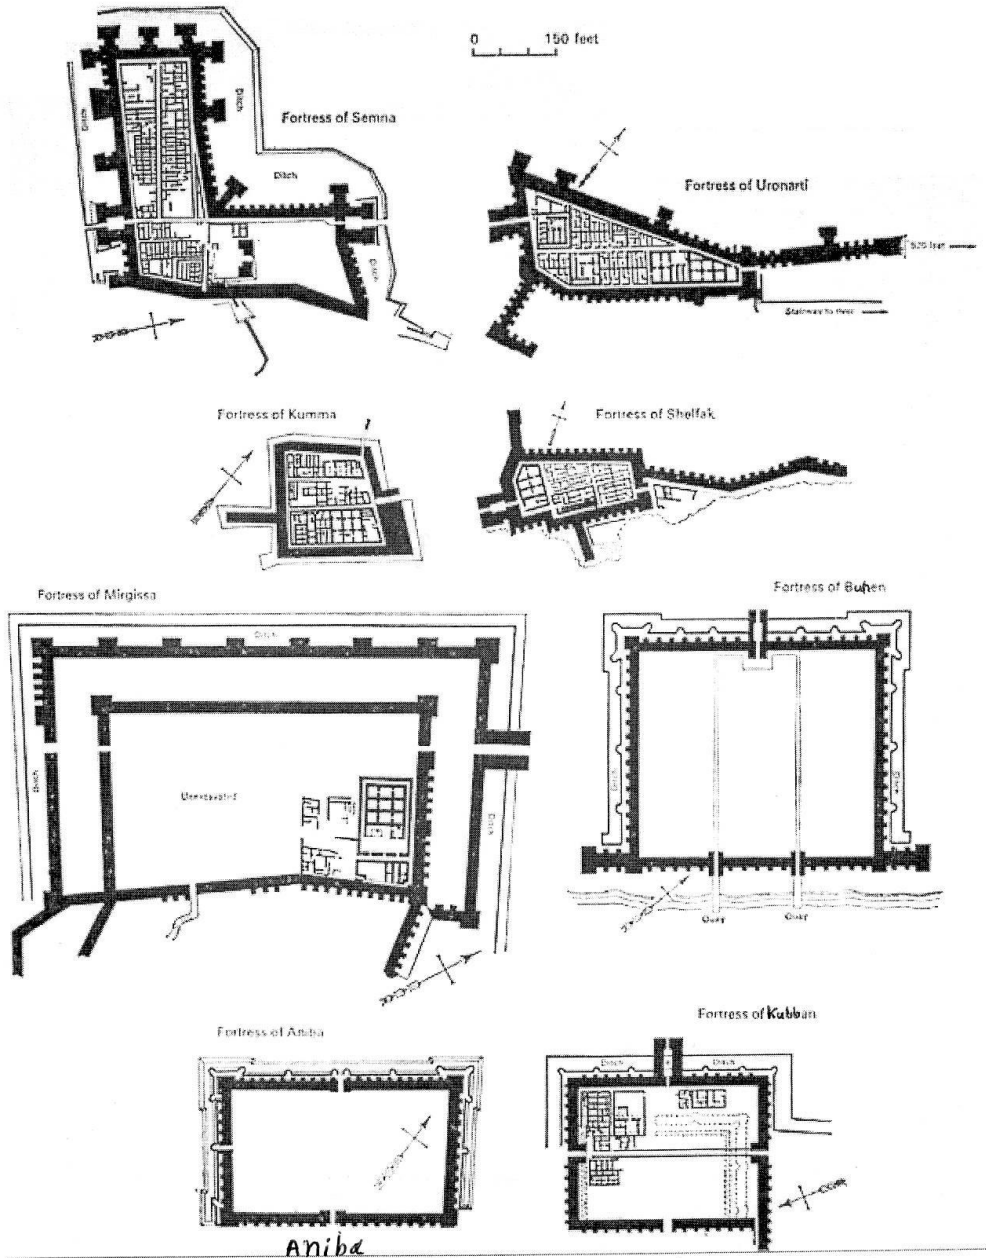 0 150 feet
Fortress of Semna
Ditch
Ditch
Ditch
Ditch
Fortress of Uronarti
525 feet
Stairway to river
Fortress of Kumma
Fortress of Shelfak
Fortress of Mirgissa
Ditch
Ditch
Unexcavated
Ditch
Fortress of Buhen
Ditch
Ditch
Quay Quay
Fortress of Aniba
Aniba
Fortress of Kubban
Ditch Ditch